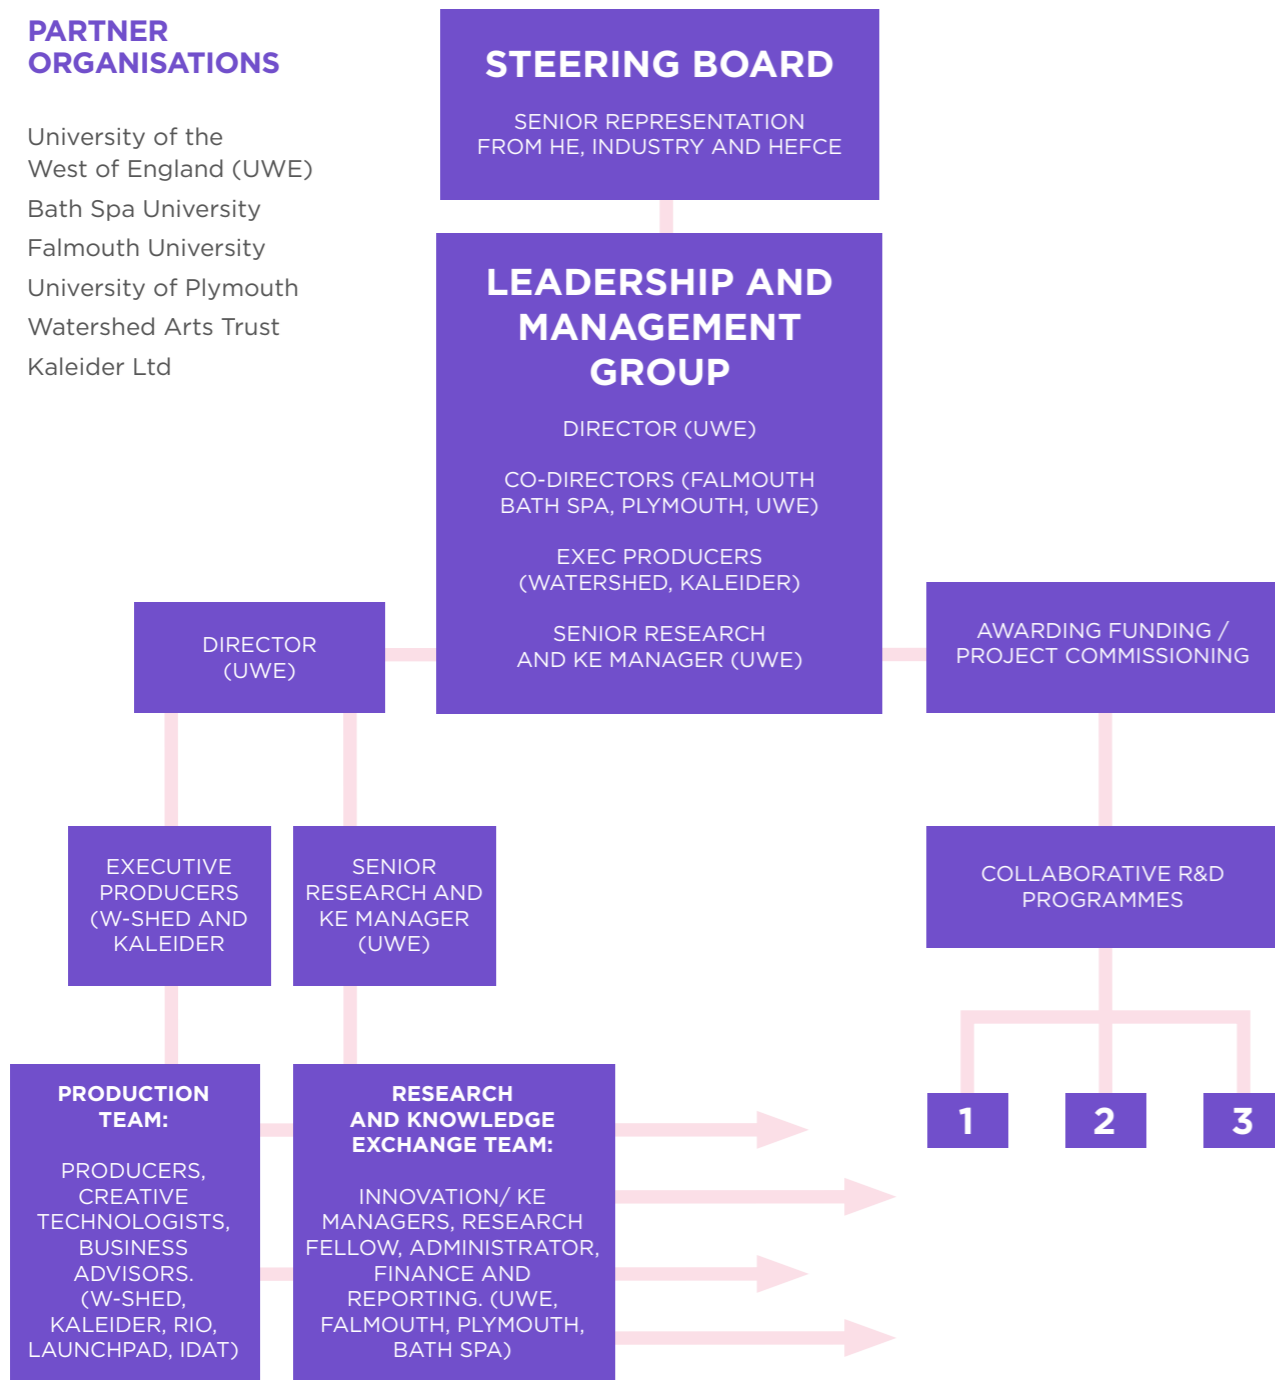 PARTNER
ORGANISATIONS
University of the
West of England (UWE)
Bath Spa University
Falmouth University
University of Plymouth
Watershed Arts Trust
Kaleider Ltd
STEERING BOARD
SENIOR REPRESENTATION
FROM HE, INDUSTRY AND HEFCE
LEADERSHIP AND
MANAGEMENT
GROUP
DIRECTOR (UWE)
CO-DIRECTORS (FALMOUTH
BATH SPA, PLYMOUTH, UWE)
EXEC PRODUCERS
(WATERSHED, KALEIDER)
SENIOR RESEARCH
AND KE MANAGER (UWE)
DIRECTOR
(UWE)
AWARDING FUNDING /
PROJECT COMMISSIONING
EXECUTIVE
PRODUCERS
(W-SHED AND
KALEIDER
SENIOR
RESEARCH AND
KE MANAGER
(UWE)
COLLABORATIVE R&D
PROGRAMMES
PRODUCTION
TEAM:
PRODUCERS,
CREATIVE
TECHNOLOGISTS,
BUSINESS
ADVISORS.
(W-SHED,
KALEIDER, RIO,
LAUNCHPAD, IDAT)
RESEARCH
AND KNOWLEDGE
EXCHANGE TEAM:
INNOVATION/ KE
MANAGERS, RESEARCH
FELLOW, ADMINISTRATOR,
FINANCE AND
REPORTING. (UWE,
FALMOUTH, PLYMOUTH,
BATH SPA)
1
2
3